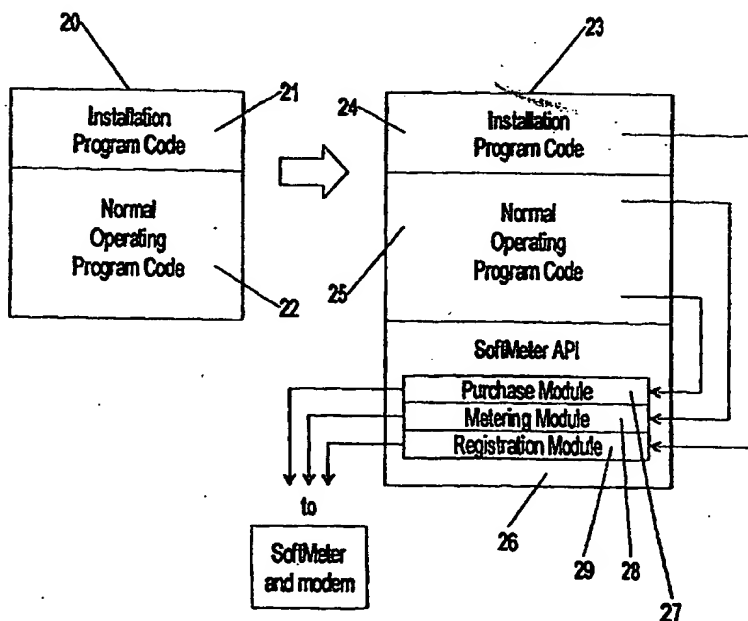 20
21
Installation
Program Code
Normal
Operating
Program Code
22
23
24
Installation
Program Code
Normal
Operating
Program Code
25
SoftMeter API
Purchase Module
Metering Module
Registration Module
to
SoftMeter
and modem
26
29
28
27